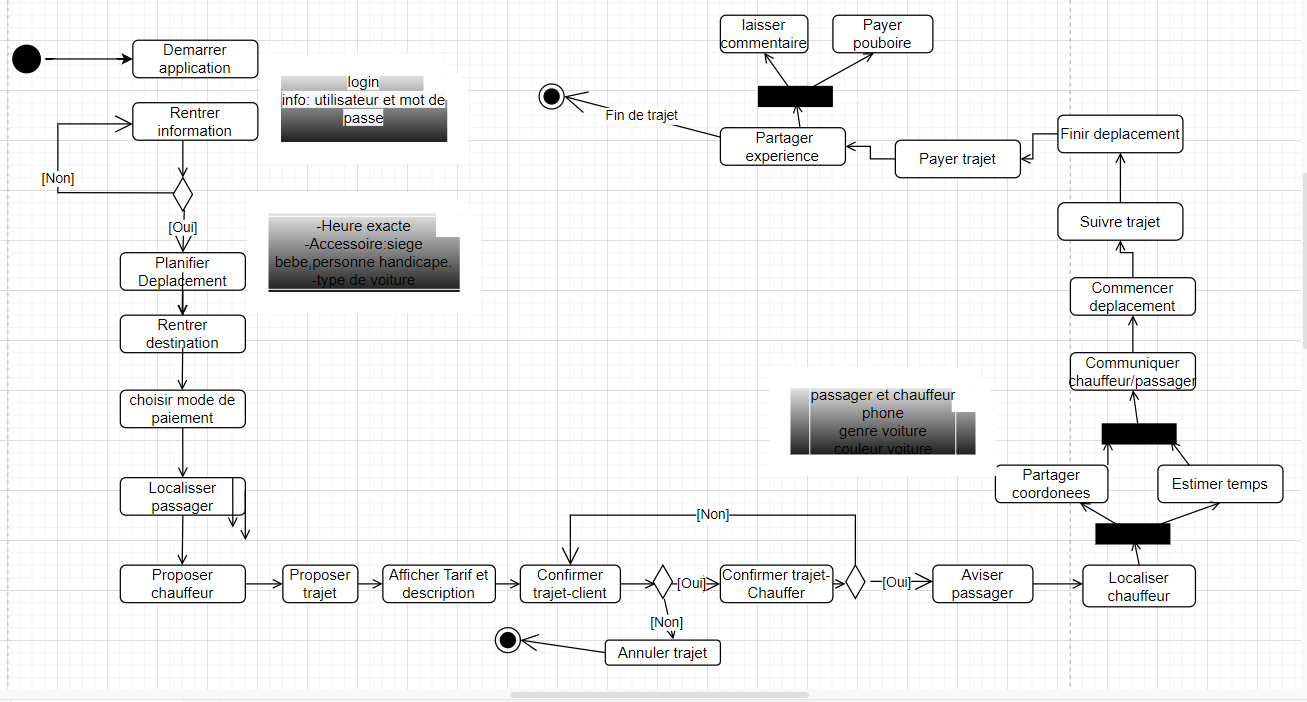 Demarrer
application
Rentrer
information
login
info: utilisateur et mot de
passe
[Non]
[Oui]
-Heure exacte
-Accessoire:siege
bebe,personne handicape.
-type de voiture
Planifier
Deplacement
Rentrer
destination
choisir mode de
paiement
Localisser
passager
Proposer
chauffeur
Proposer
trajet
Afficher Tarif et
description
Confirmer
trajet-client
[Non]
[Oui]
[Non]
Annuler trajet
Confirmer trajet-
Chauffer
[Oui]
Aviser
passager
Localiser
chauffeur
Partager
coordonees
Estimer temps
passager et chauffeur
phone
genre voiture
couleur voiture
Communiquer
chauffeur/passager
Commencer
deplacement
Suivre trajet
Finir deplacement
Payer trajet
Partager
experience
Fin de trajet
laisser
commentaire
Payer
pouboire